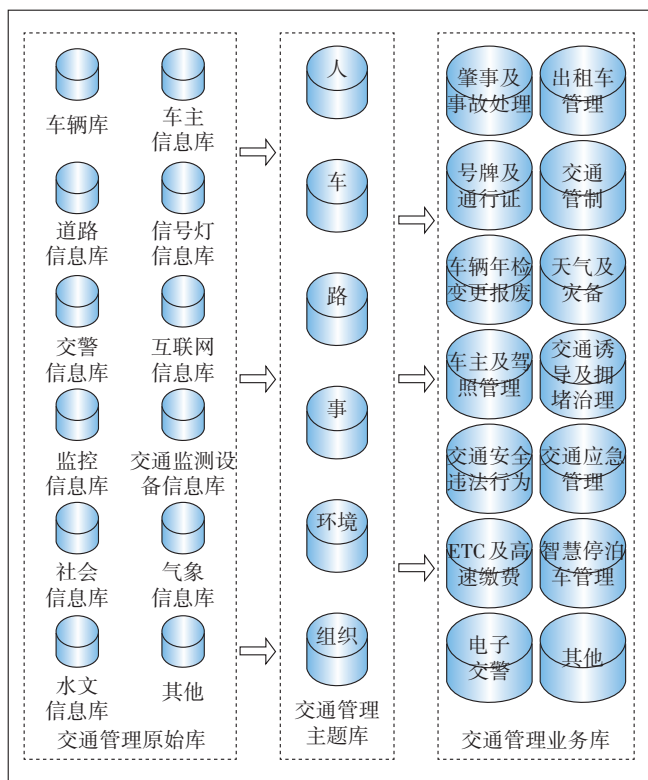 车辆库
车主
信息库
道路
信息库
信号灯
信息库
交警
信息库
互联网
信息库
监控
信息库
交通监测设
备信息库
社会
信息库
气象
信息库
水文
信息库
其他
交通管理原始库
人
车
路
事
环境
组织
交通管理
主题库
肇事及
事故处理
出租车
管理
号牌及
通行证
交通
管制
车辆年检
变更报废
天气及
灾备
车主及驾
照管理
交通诱
导及拥
堵治理
交通安全
违法行为
交通应急
管理
ETC 及高
速缴费
智慧停泊
车管理
电子
交警
其他
交通管理业务库